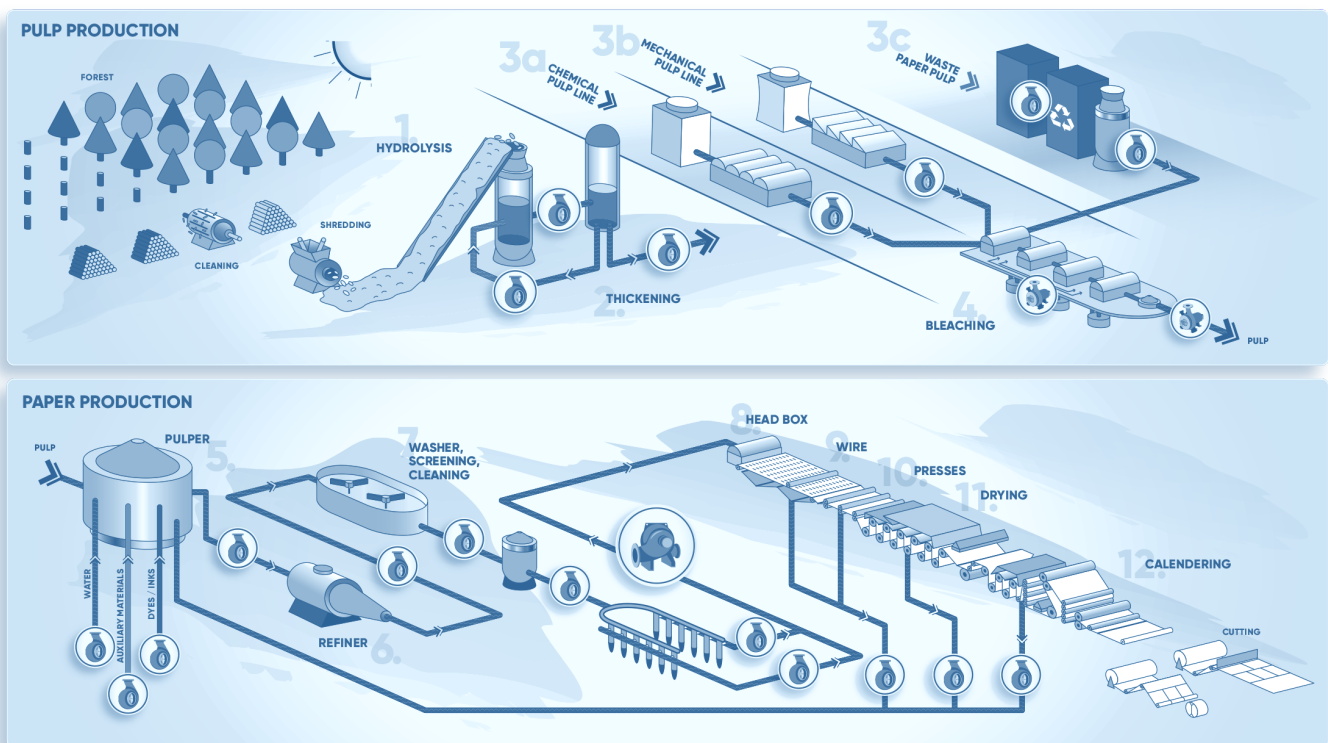 PULP PRODUCTION
FOREST
CLEANING
SHREDDING
1.
HYDROLYSIS
2.
THICKENING
3a
CHEMICAL
PULP LINE
3b
MECHANICAL
PULP LINE
3c
WASTE
PAPER PULP
4.
BLEACHING
PULP
PAPER PRODUCTION
PULP
PULPER
5.
WATER
AUXILIARY MATERIALS
DYES / INKS
REFINER
6.
7.
WASHER,
SCREENING,
CLEANING
8.
HEAD BOX
9.
WIRE
10.
PRESSES
11.
DRYING
12.
CALENDERING
CUTTING